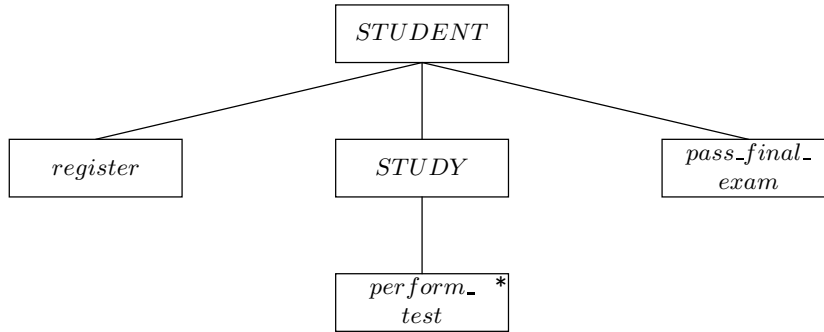 STUDENT
register
STUDY
pass_final_
exam
perform_ *
test